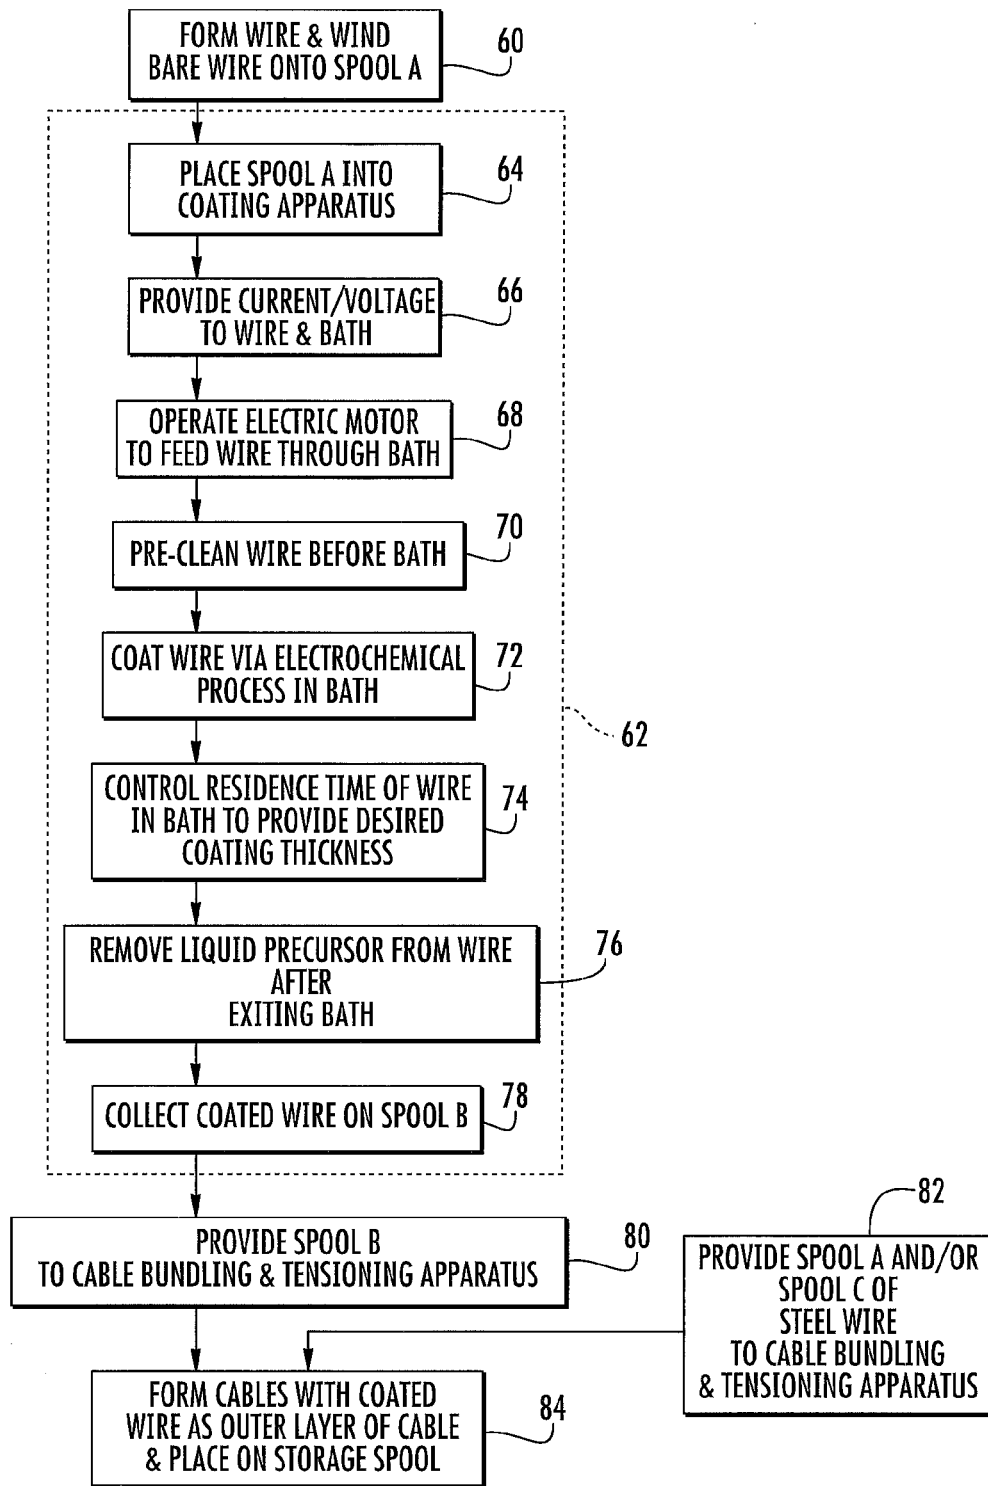 FORM WIRE & WIND
BARE WIRE ONTO SPOOL A
60
PLACE SPOOL A INTO
COATING APPARATUS
64
PROVIDE CURRENT/VOLTAGE
TO WIRE & BATH
66
OPERATE ELECTRIC MOTOR
TO FEED WIRE THROUGH BATH
68
PRE-CLEAN WIRE BEFORE BATH
70
COAT WIRE VIA ELECTROCHEMICAL
PROCESS IN BATH
72
62
CONTROL RESIDENCE TIME OF WIRE
IN BATH TO PROVIDE DESIRED
COATING THICKNESS
74
REMOVE LIQUID PRECURSOR FROM WIRE
AFTER
EXITING BATH
76
COLLECT COATED WIRE ON SPOOL B
78
PROVIDE SPOOL B
TO CABLE BUNDLING & TENSIONING APPARATUS
80
82
PROVIDE SPOOL A AND/OR
SPOOL C OF
STEEL WIRE
TO CABLE BUNDLING
& TENSIONING APPARATUS
FORM CABLES WITH COATED
WIRE AS OUTER LAYER OF CABLE
& PLACE ON STORAGE SPOOL
84